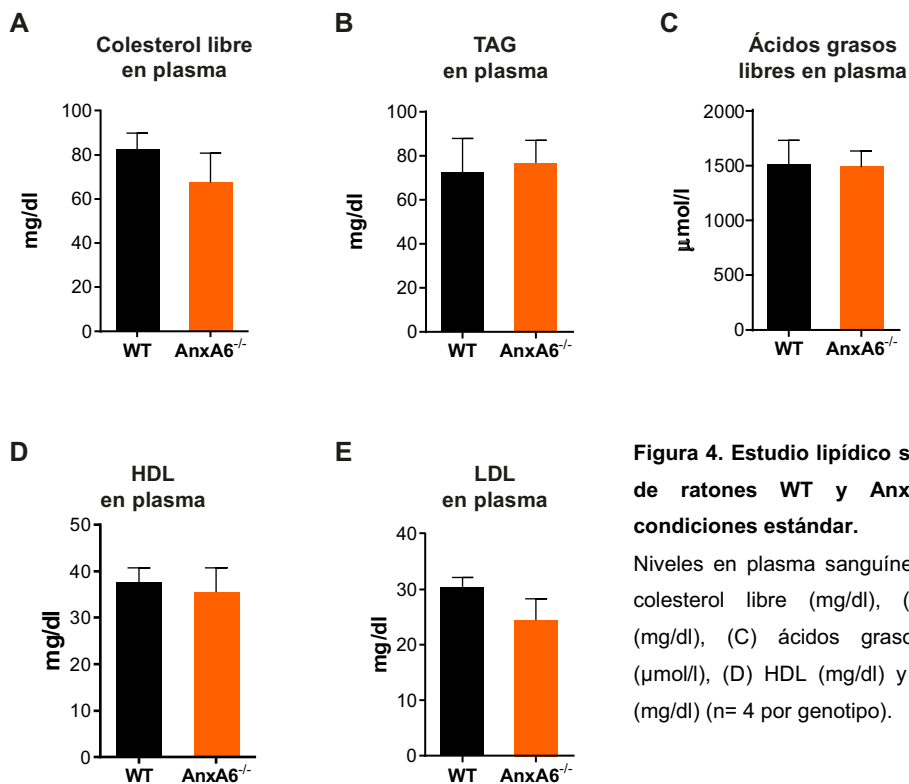 A
Colesterol libre
en plasma
100
80
60
40
20
0
mg/dl
WT
AnxA6-/-
B
TAG
en plasma
100
80
60
40
20
0
mg/dl
WT
AnxA6-/-
C
Ácidos grasos
libres en plasma
2000
1500
1000
500
0
µmol/l
WT
AnxA6-/-
D
HDL
en plasma
50
40
30
20
10
0
mg/dl
WT
AnxA6-/-
E
LDL
en plasma
40
30
20
10
0
mg/dl
WT
AnxA6-/-
Figura 4. Estudio lipídico
de ratones WT y
condiciones estándar.
Niveles en plasma
colesterol libre (mg/dl),
(mg/dl), (C) ácidos
(µmol/l), (D) HDL (mg/dl) y
(mg/dl) (n= 4 por genotipo).